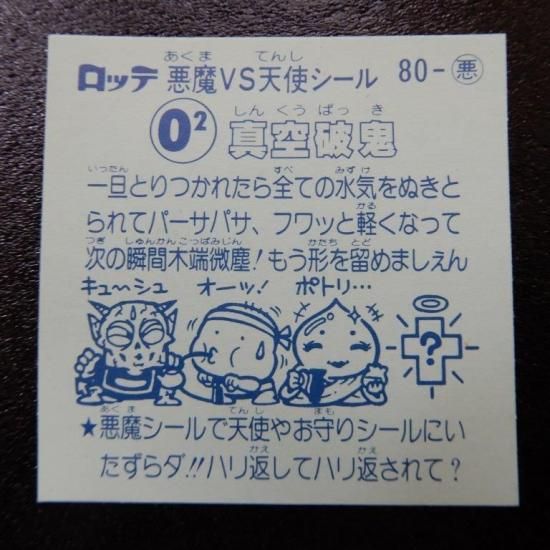 ロッテ 悪魔VS天使シール 80-悪
あくま てんし
O² 真空破鬼
しんくうぱっき
一旦とりつかれたら全ての水気をぬきと
いったん すべ みずけ
られてパーサパサ、フワッと軽くなって
かる
次の瞬間木端微塵!もう形を留めましぇん
つぎ しゅんかんこっぱみじん かたち とど
キューシュ オーッ! ポトリ…
?
★悪魔シールで天使やお守りシールにい
あくま てんし まも
たずらダ!!ハリ返してハリ返されて?
かえ かえ